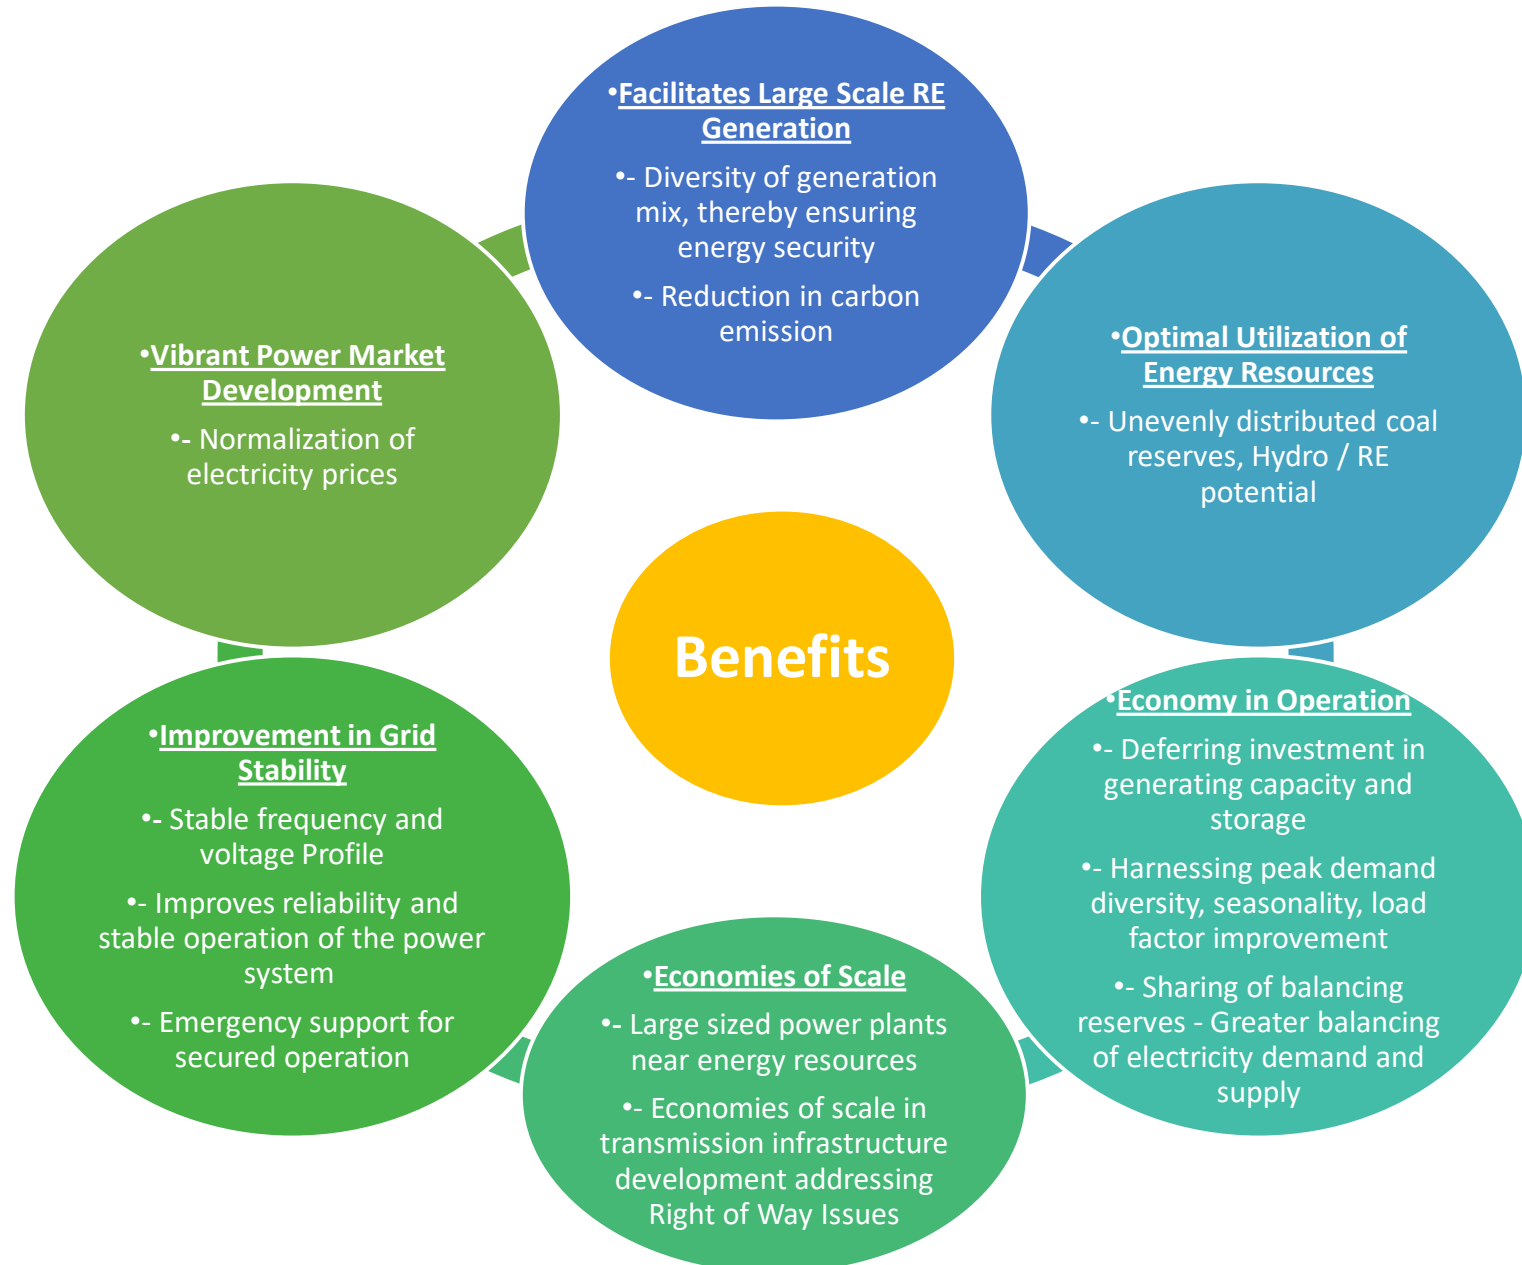 •Facilitates Large Scale RE
Generation
•- Diversity of generation
mix, thereby ensuring
energy security
•- Reduction in carbon
emission
•Optimal Utilization of
Energy Resources
•- Unevenly distributed coal
reserves, Hydro / RE
potential
•Economy in Operation
•- Deferring investment in
generating capacity and
storage
•- Harnessing peak demand
diversity, seasonality, load
factor improvement
•- Sharing of balancing
reserves - Greater balancing
of electricity demand and
supply
•Economies of Scale
•- Large sized power plants
near energy resources
•- Economies of scale in
transmission infrastructure
development addressing
Right of Way Issues
•Improvement in Grid
Stability
•- Stable frequency and
voltage Profile
•- Improves reliability and
stable operation of the power
system
•- Emergency support for
secured operation
•Vibrant Power Market
Development
•- Normalization of
electricity prices
Benefits